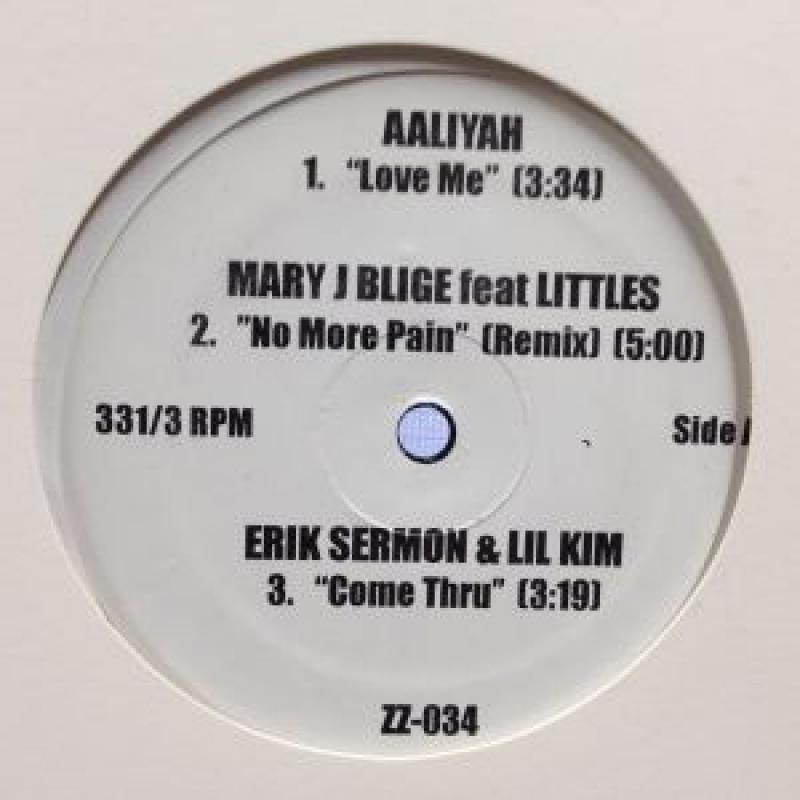 AALIYAH
1. "Love Me" (3:34)
MARY J BLIGE feat LITTLES
2. "No More Pain" (Remix) (5:00)
331/3 RPM
Side
ERIK SERMON & LIL KIM
3. "Come Thru" (3:19)
ZZ-034